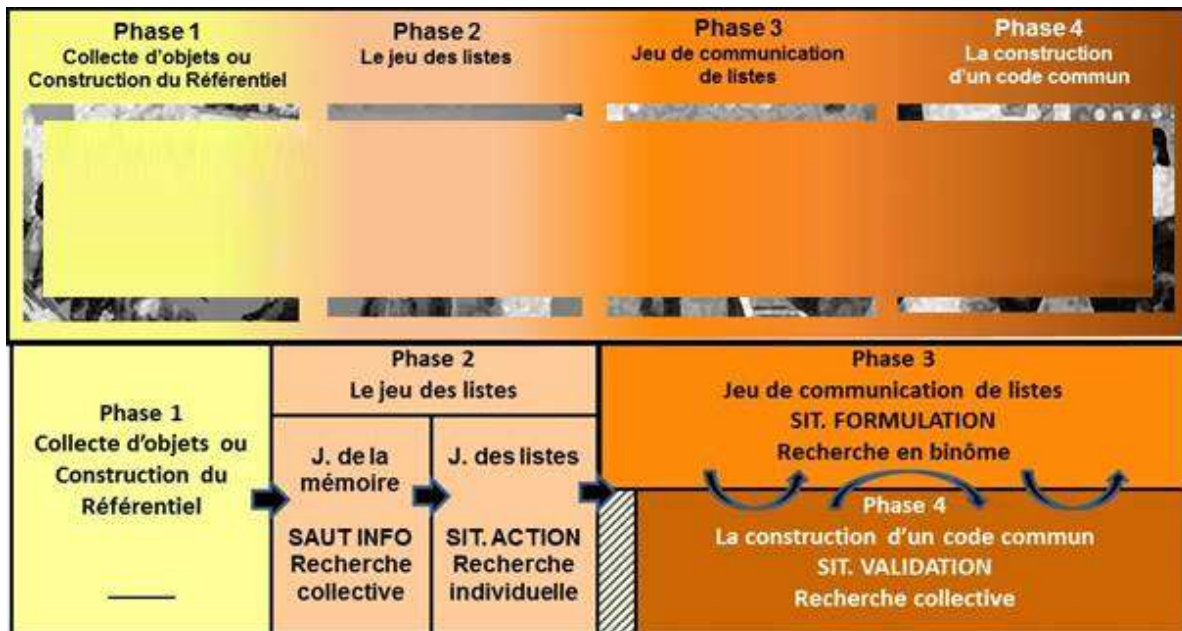 Phase 1
Collecte d'objets ou
Construction du Référentiel
Phase 2
Le jeu des listes
Phase 3
Jeu de communication
de listes
Phase 4
La construction
d'un code commun
Phase 1
Collecte d'objets ou
Construction du
Référentiel
Phase 2
Le jeu des listes
J. de la
mémoire
SAUT INFO
Recherche
collective
J. des listes
SIT. ACTION
Recherche
individuelle
Phase 3
Jeu de communication de listes
SIT. FORMULATION
Recherche en binôme
Phase 4
La construction d'un code commun
SIT. VALIDATION
Recherche collective